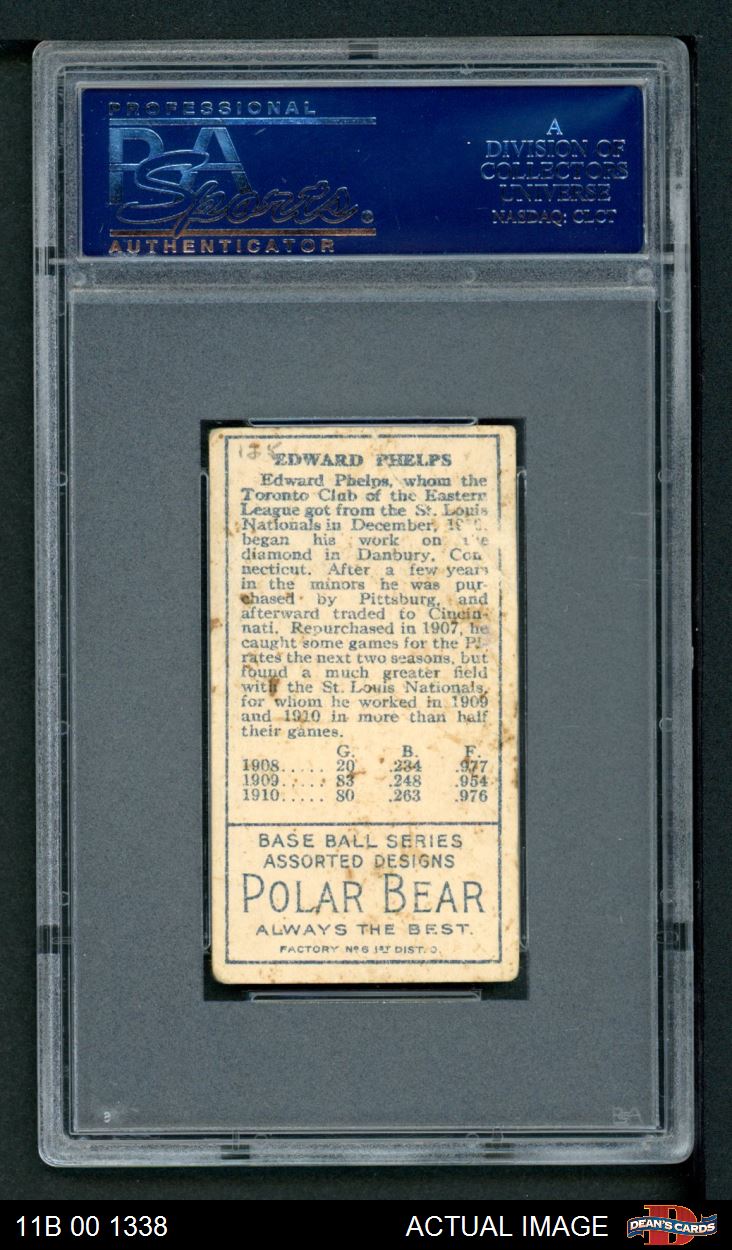 PROFESSIONAL
PSA
Sports®
AUTHENTICATOR
A
DIVISION OF
COLLECTORS
UNIVERSE
NASDAQ: CLCT
EDWARD PHELPS
Edward Phelps, whom the
Toronto Club of the Eastern
League got from the St. Louis
Nationals in December,
began his work on the
diamond in Danbury, Con
necticut. After a few years
in the minors he was pur-
chased by Pittsburg, and
afterward traded to Cincin-
nati. Repurchased in 1907, he
caught some games for the Pi-
rates the next two seasons, but
found a much greater field
with the St. Louis Nationals,
for whom he worked in 1909
and 1910 in more than half
their games.
G. B. F.
1908..... 20 .234 .977
1909..... 83 .248 .954
1910..... 80 .263 .976
BASE BALL SERIES
ASSORTED DESIGNS
POLAR BEAR
ALWAYS THE BEST.
FACTORY Nº 6 1ST DIST. O.
PSA
11B 00 1338
ACTUAL IMAGE
DEAN'S CARDS